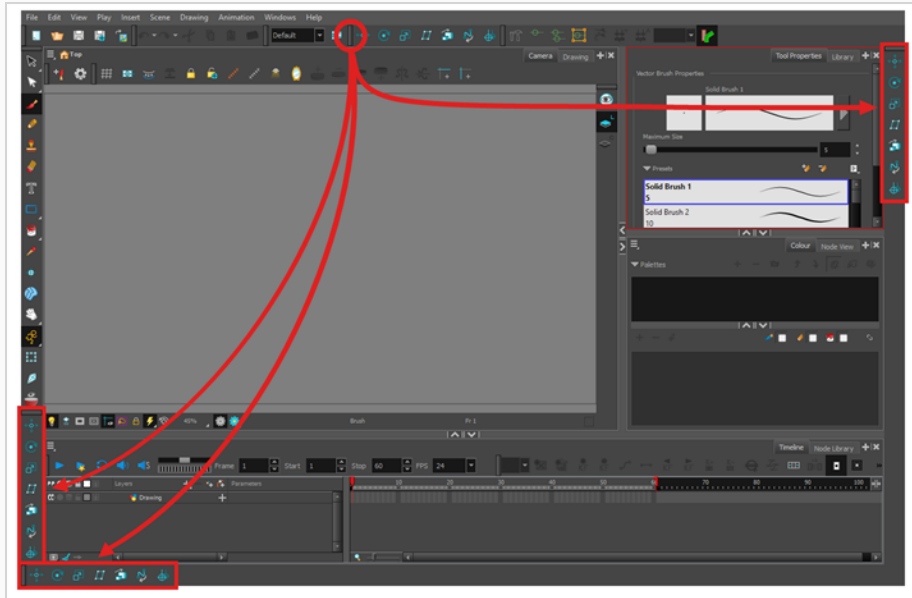 File Edit View Play Insert Scene Drawing Animation Windows Help
Default
Top
Camera Drawing
Tool Properties Library
Vector Brush Properties
Solid Brush 1
Maximum Size
5
Presets
Solid Brush 1
5
Solid Brush 2
10
Colour Node View
Palettes
45%
Brush
Fr 1
Timeline Node Library
Frame 1 Start 1 Stop 60 FPS 24
Layers Parameters
10 20 30 40 50 60 70 80 90 100
Drawing